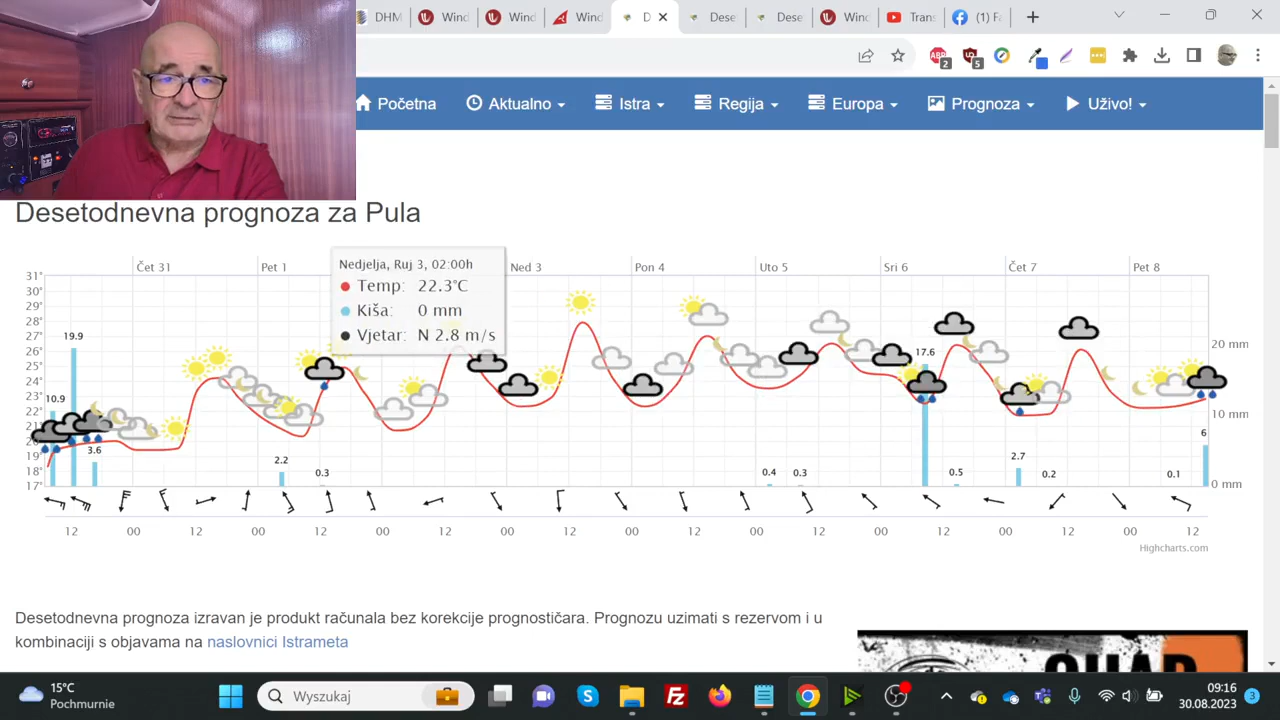 DHM
Wind
Wind
Wind
D
Dese
Dese
Wind
Trans
(1) Fa
ABP
2
5
Početna
Aktualno
Istra
Regija
Europa
Prognoza
Uživo!
Desetodnevna prognoza za Pula
Čet 31
Pet 1
Ned 3
Pon 4
Uto 5
Sri 6
Čet 7
Pet 8
Nedjelja, Ruj 3, 02:00h
Temp: 22.3°C
Kiša: 0 mm
Vjetar: N 2.8 m/s
31°
30°
29°
28°
27°
26°
25°
24°
23°
22°
21°
20°
19°
18°
17°
20 mm
10 mm
0 mm
10.9
19.9
3.6
2.2
0.3
0.4
0.3
17.6
0.5
2.7
0.2
0.1
6
12 00 12 00 12 00 12 00 12 00 12 00 12 00 12 00 12 00 12
Highcharts.com
Desetodnevna prognoza izravan je produkt računala bez korekcije prognostičara. Prognozu uzimati s rezervom i u
kombinaciji s objavama na naslovnici Istrameta
15°C
Pochmurnie
Wyszukaj
09:16
30.08.2023
3